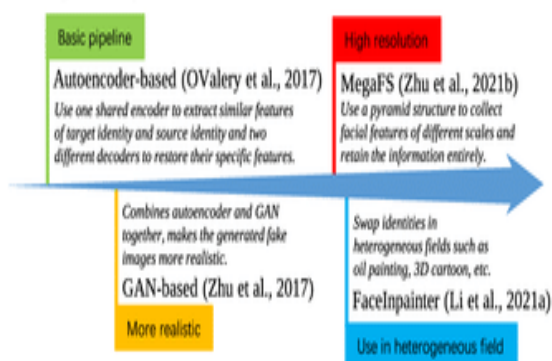 Basic pipeline
Autoencoder-based (OValery et al., 2017)
Use one shared encoder to extract similar features
of target identity and source identity and two
different decoders to restore their specific features.
High resolution
MegaFS (Zhu et al., 2021b)
Use a pyramid structure to collect
facial features of different scales and
retain the information entirely.
Combines autoencoder and GAN
together, makes the generated fake
images more realistic.
GAN-based (Zhu et al., 2017)
More realistic
Swap identities in
heterogeneous fields such as
oil painting, 3D cartoon, etc.
FaceInpainter (Li et al., 2021a)
Use in heterogeneous field